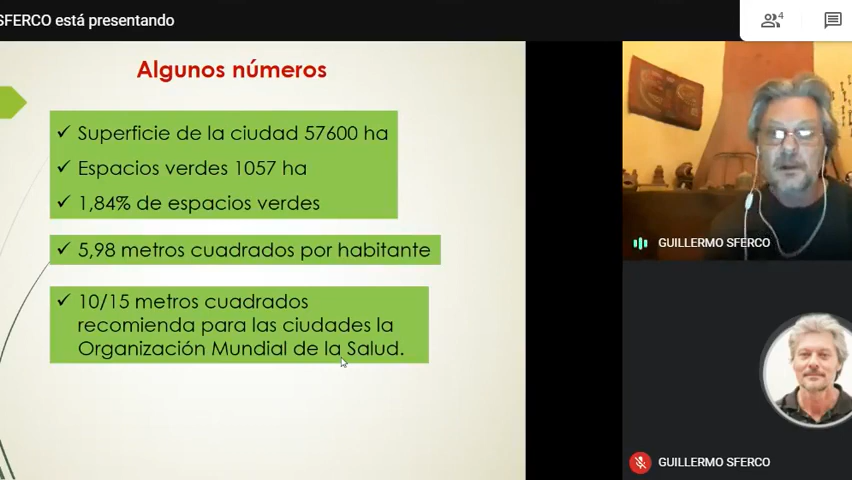 SFERCO está presentando
4
Algunos números
✓ Superficie de la ciudad 57600 ha
✓ Espacios verdes 1057 ha
✓ 1,84% de espacios verdes
✓ 5,98 metros cuadrados por habitante
✓ 10/15 metros cuadrados
recomienda para las ciudades la
Organización Mundial de la Salud.
GUILLERMO SFERCO
GUILLERMO SFERCO